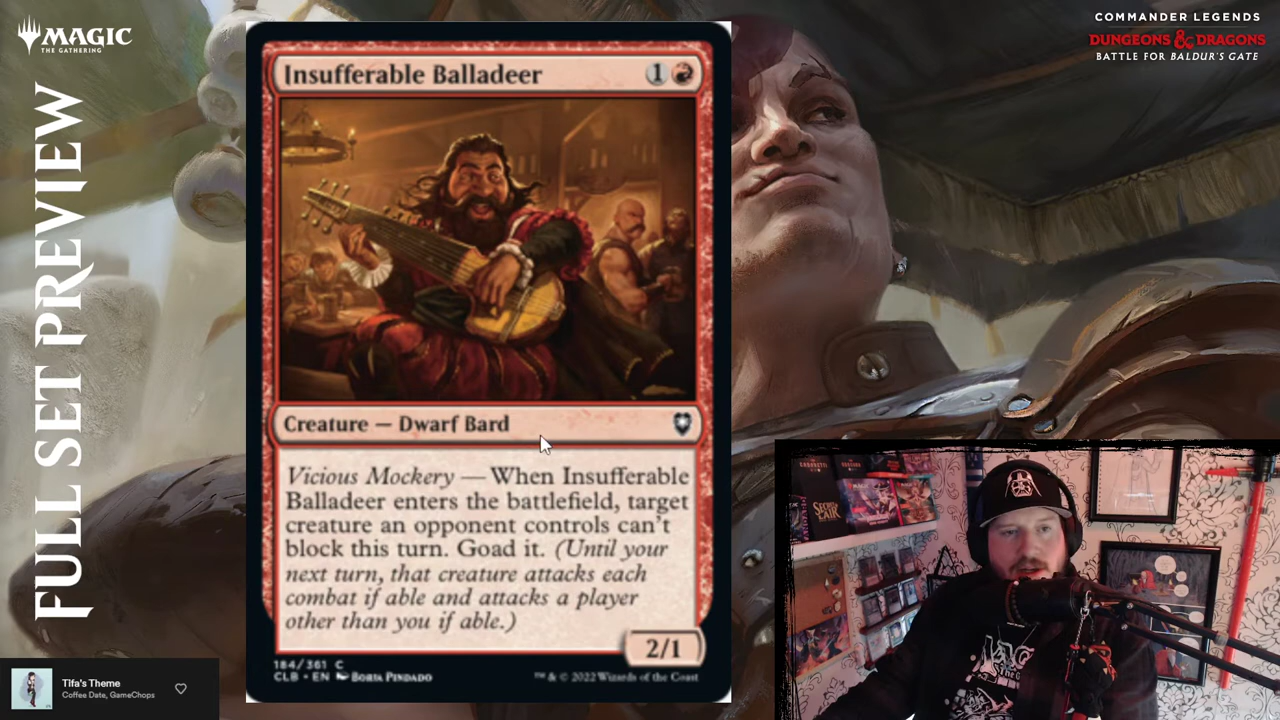 MAGIC
THE GATHERING
FULL SET PREVIEW
COMMANDER LEGENDS
DUNGEONS & DRAGONS
BATTLE FOR BALDUR'S GATE
Insufferable Balladeer 1
Creature — Dwarf Bard
Vicious Mockery — When Insufferable
Balladeer enters the battlefield, target
creature an opponent controls can't
block this turn. Goad it. (Until your
next turn, that creature attacks each
combat if able and attacks a player
other than you if able.)
2/1
184/361 C
CLB • EN BORJA PINDADO
™ & © 2022 Wizards of the Coast
Tifa's Theme
Coffee Date, GameChops
MAGIC
SECRET
LAIR